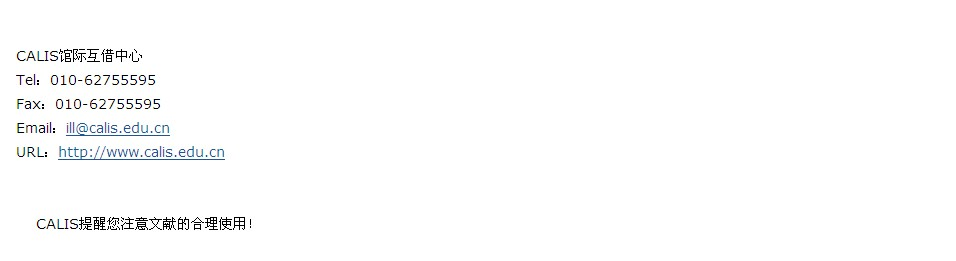 CALIS馆际互借中心
Tel：010-62755595
Fax：010-62755595
Email：ill@calis.edu.cn
URL：http://www.calis.edu.cn
CALIS提醒您注意文献的合理使用！